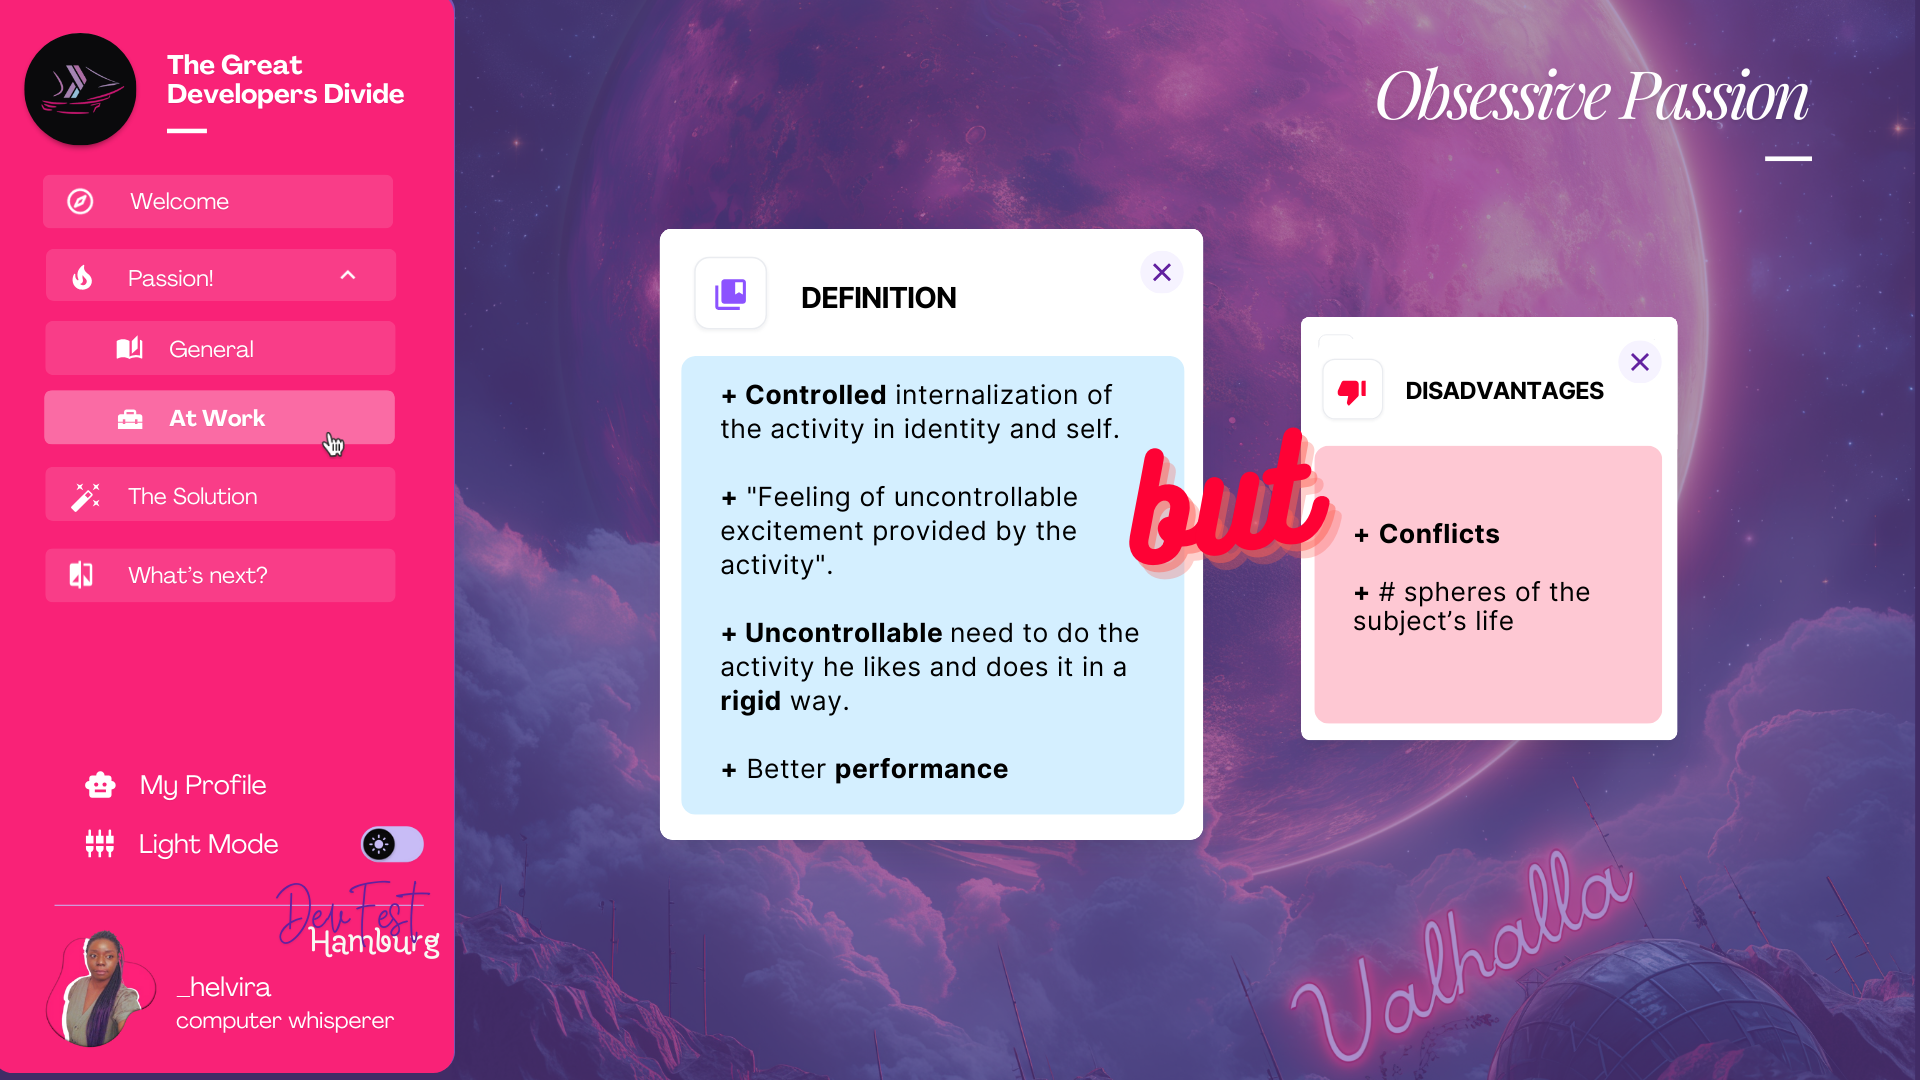 The Great
Developers Divide
Welcome
Passion!
General
At Work
The Solution
What's next?
My Profile
Light Mode
DevFest
Hamburg
_helvira
computer whisperer
Obsessive Passion
DEFINITION
+ Controlled internalization of
the activity in identity and self.
+ "Feeling of uncontrollable
excitement provided by the
activity".
+ Uncontrollable need to do the
activity he likes and does it in a
rigid way.
+ Better performance
but
DISADVANTAGES
+ Conflicts
+ # spheres of the
subject's life
Valhalla